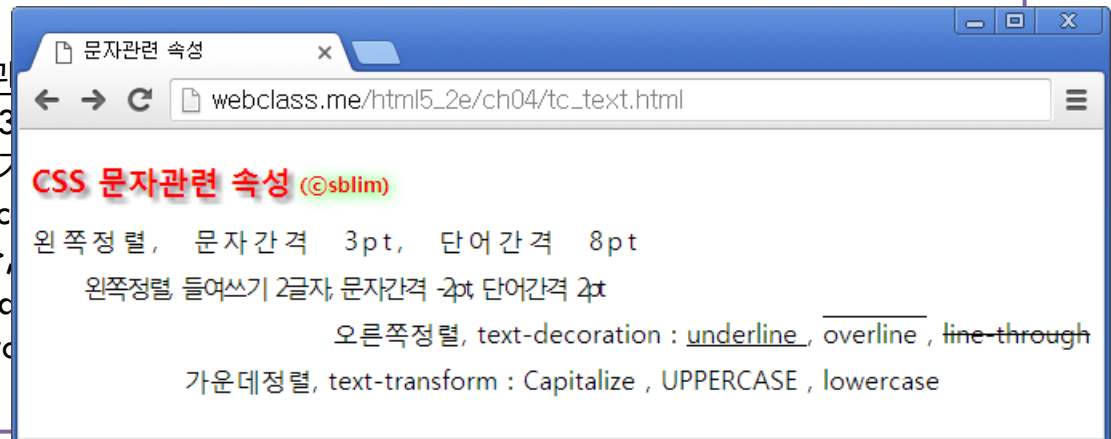 문자관련 속성
webclass.me/html5_2e/ch04/tc_text.html
CSS 문자관련 속성 (ⓒsblim)
왼쪽정렬, 문자간격 3pt, 단어간격 8pt
왼쪽정렬, 들여쓰기 2글자, 문자간격 -2pt, 단어간격 2pt
오른쪽정렬, text-decoration : underline , overline , line-through
가운데정렬, text-transform : Capitalize , UPPERCASE , lowercase